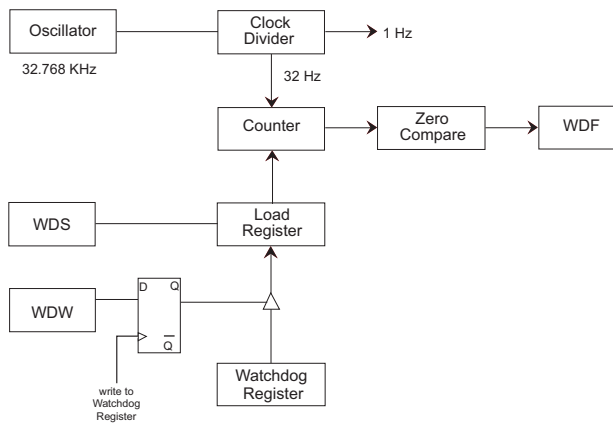 Oscillator
Clock
Divider
1 Hz
32.768 KHz
32 Hz
Counter
Zero
Compare
WDF
WDS
Load
Register
D
Q
WDW
Q
write to
Watchdog
Register
Watchdog
Register